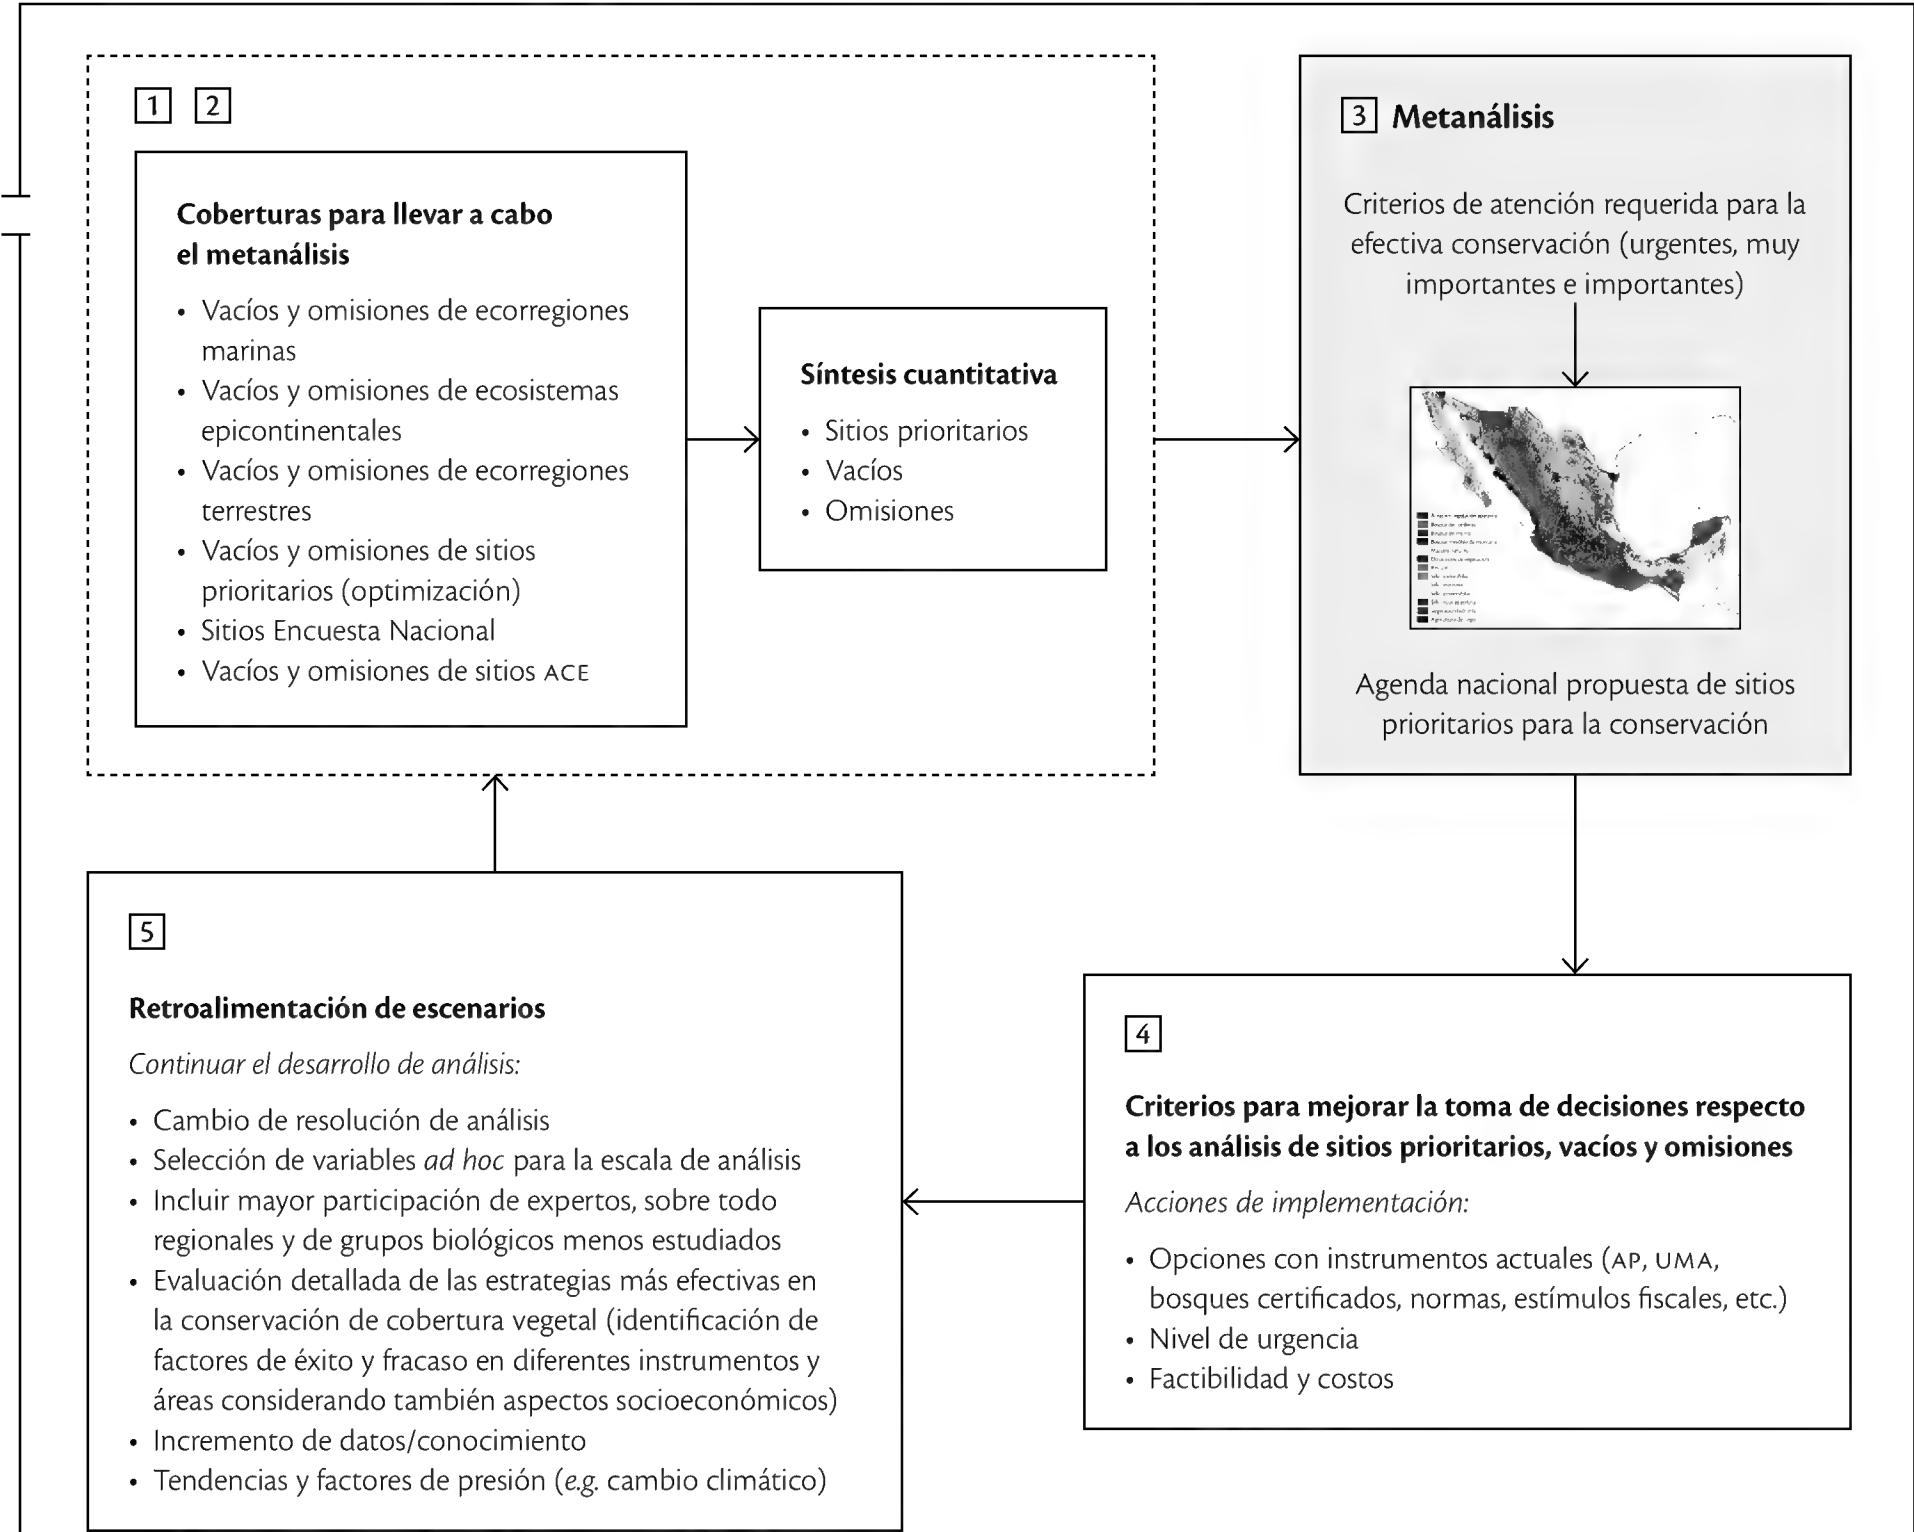 1 2
Coberturas para llevar a cabo
el metanálisis
• Vacíos y omisiones de ecorregiones
marinas
• Vacíos y omisiones de ecosistemas
epicontinentales
• Vacíos y omisiones de ecorregiones
terrestres
• Vacíos y omisiones de sitios
prioritarios (optimización)
• Sitios Encuesta Nacional
• Vacíos y omisiones de sitios ACE
Síntesis cuantitativa
• Sitios prioritarios
• Vacíos
• Omisiones
3 Metanálisis
Criterios de atención requerida para la
efectiva conservación (urgentes, muy
importantes e importantes)
Agenda nacional propuesta de sitios
prioritarios para la conservación
4
Criterios para mejorar la toma de decisiones respecto
a los análisis de sitios prioritarios, vacíos y omisiones
Acciones de implementación:
• Opciones con instrumentos actuales (AP, UMA,
bosques certificados, normas, estímulos fiscales, etc.)
• Nivel de urgencia
• Factibilidad y costos
5
Retroalimentación de escenarios
Continuar el desarrollo de análisis:
• Cambio de resolución de análisis
• Selección de variables ad hoc para la escala de análisis
• Incluir mayor participación de expertos, sobre todo
regionales y de grupos biológicos menos estudiados
• Evaluación detallada de las estrategias más efectivas en
la conservación de cobertura vegetal (identificación de
factores de éxito y fracaso en diferentes instrumentos y
áreas considerando también aspectos socioeconómicos)
• Incremento de datos/conocimiento
• Tendencias y factores de presión (e.g. cambio climático)